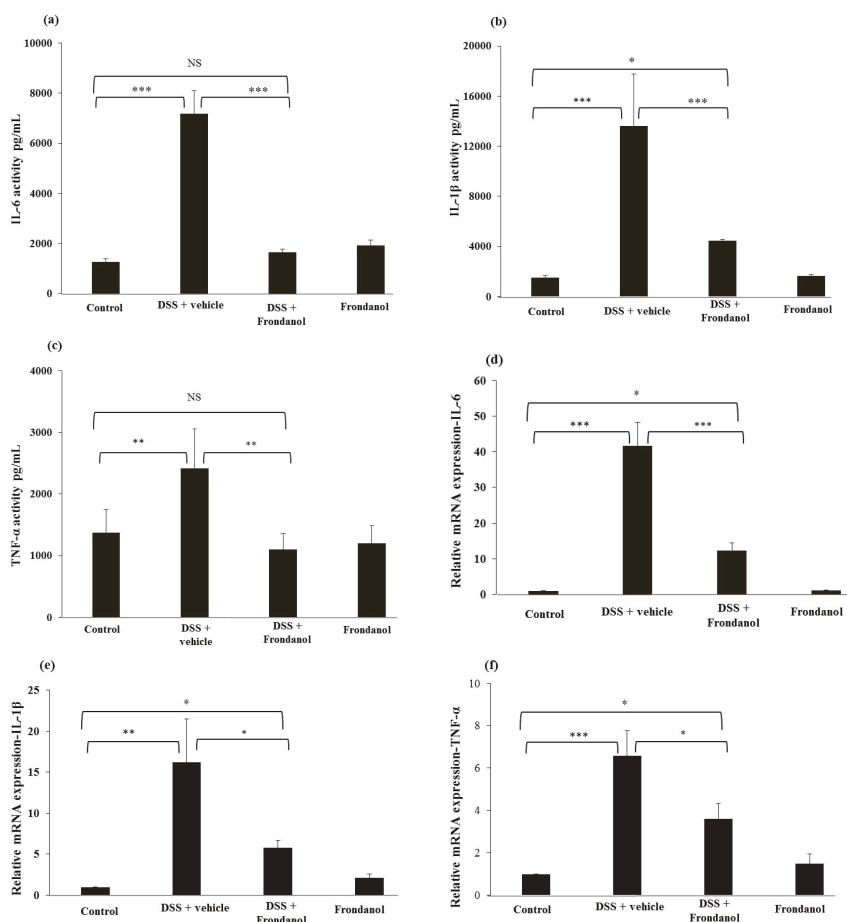 (a)
IL-6 activity pg/mL
10000
8000
6000
4000
2000
0
NS
***
***
Control
DSS + vehicle
DSS +
Frondanol
Frondanol
(b)
IL-1β activity pg/mL
20000
16000
12000
8000
4000
0
*
***
***
Control
DSS + vehicle
DSS +
Frondanol
Frondanol
(c)
TNF-α activity pg/mL
4000
3000
2000
1000
0
NS
**
**
Control
DSS +
vehicle
DSS +
Frondanol
Frondanol
(d)
Relative mRNA expression-IL-6
60
50
40
30
20
10
0
*
***
***
Control
DSS + vehicle
DSS +
Frondanol
Frondanol
(e)
Relative mRNA expression-IL-1β
25
20
15
10
5
0
*
**
*
Control
DSS + vehicle
DSS +
Frondanol
Frondanol
(f)
Relative mRNA expression-TNF-α
10
8
6
4
2
0
*
***
*
Control
DSS + vehicle
DSS +
Frondanol
Frondanol